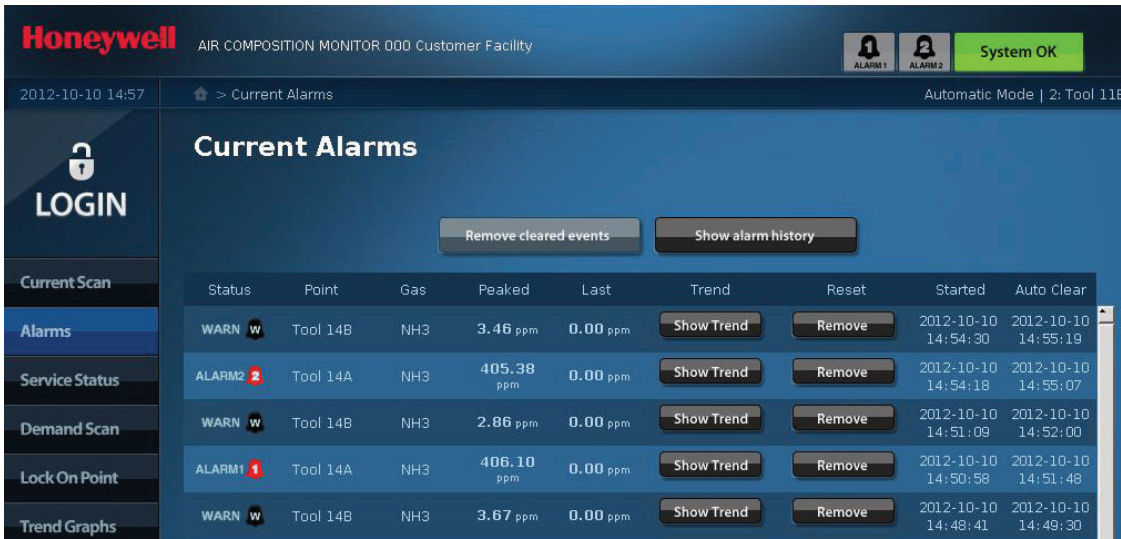 Honeywell
AIR COMPOSITION MONITOR 000 Customer Facility
1
ALARM 1
2
ALARM 2
System OK
2012-10-10 14:57
> Current Alarms
Automatic Mode | 2: Tool 11B
LOGIN
Current Alarms
Remove cleared events
Show alarm history
Current Scan
Alarms
Service Status
Demand Scan
Lock On Point
Trend Graphs
Status Point Gas Peaked Last Trend Reset Started Auto Clear
WARN W Tool 14B NH3 3.46 ppm 0.00 ppm Show Trend Remove 2012-10-10 14:54:30 2012-10-10 14:55:19
ALARM2 2 Tool 14A NH3 405.38 ppm 0.00 ppm Show Trend Remove 2012-10-10 14:54:18 2012-10-10 14:55:07
WARN W Tool 14B NH3 2.86 ppm 0.00 ppm Show Trend Remove 2012-10-10 14:51:09 2012-10-10 14:52:00
ALARM1 1 Tool 14A NH3 406.10 ppm 0.00 ppm Show Trend Remove 2012-10-10 14:50:58 2012-10-10 14:51:48
WARN W Tool 14B NH3 3.67 ppm 0.00 ppm Show Trend Remove 2012-10-10 14:48:41 2012-10-10 14:49:30